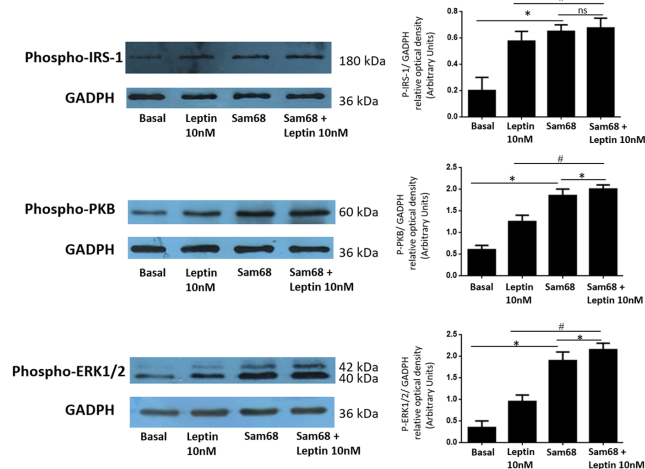 #
* ns
Phospho-IRS-1
180 kDa
GADPH
36 kDa
Basal Leptin 10nM Sam68 Sam68 + Leptin 10nM
P-IRS-1/ GADPH
relative optical density
(Arbitrary Units)
0.8
0.6
0.4
0.2
0.0
Basal Leptin 10nM Sam68 Sam68 + Leptin 10nM
Phospho-PKB
60 kDa
GADPH
36 kDa
Basal Leptin 10nM Sam68 Sam68 + Leptin 10nM
P-PKB/ GADPH
relative optical density
(Arbitrary Units)
#
* *
2.5
2.0
1.5
1.0
0.5
0.0
Basal Leptin 10nM Sam68 Sam68 + Leptin 10nM
Phospho-ERK1/2
42 kDa
40 kDa
GADPH
36 kDa
Basal Leptin 10nM Sam68 Sam68 + Leptin 10nM
P-ERK1/2/ GADPH
relative optical density
(Arbitrary Units)
#
* *
2.5
2.0
1.5
1.0
0.5
0.0
Basal Leptin 10nM Sam68 Sam68 + Leptin 10nM